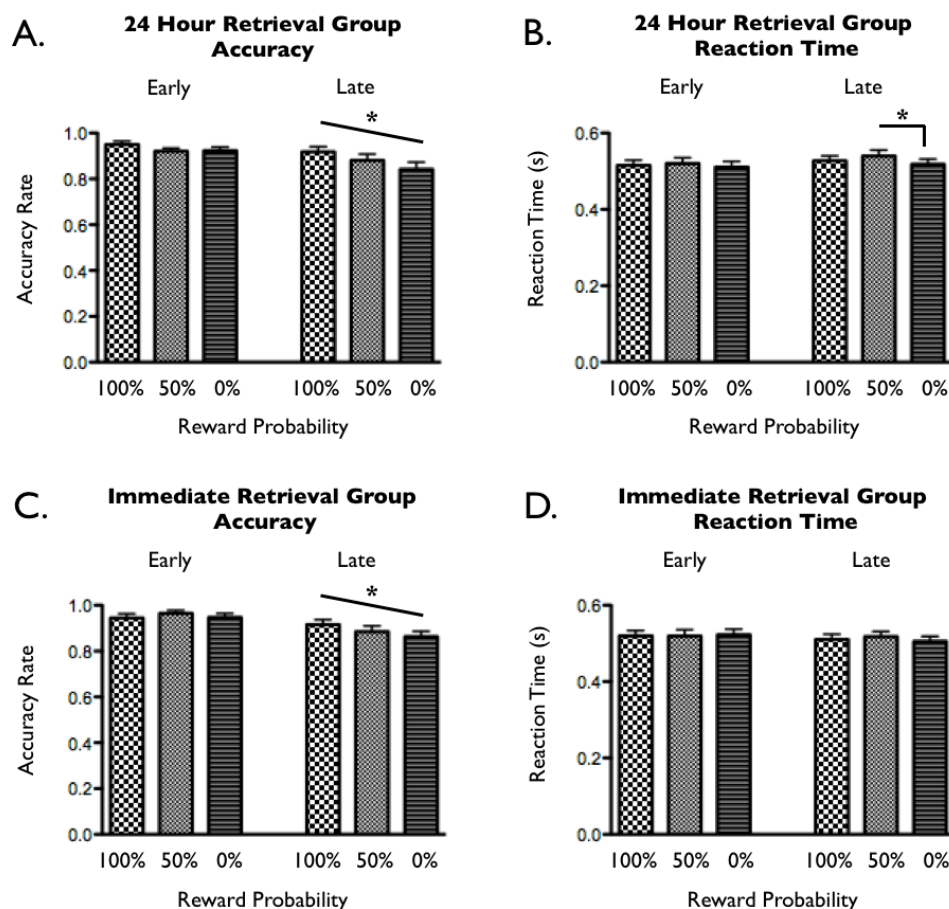 A.
24 Hour Retrieval Group
Accuracy
Early Late
*
Accuracy Rate
1.0
0.8
0.6
0.4
0.2
0.0
100% 50% 0% 100% 50% 0%
Reward Probability
B.
24 Hour Retrieval Group
Reaction Time
Early Late
*
Reaction Time (s)
0.6
0.4
0.2
0.0
100% 50% 0% 100% 50% 0%
Reward Probability
C.
Immediate Retrieval Group
Accuracy
Early Late
*
Accuracy Rate
1.0
0.8
0.6
0.4
0.2
0.0
100% 50% 0% 100% 50% 0%
Reward Probability
D.
Immediate Retrieval Group
Reaction Time
Early Late
Reaction Time (s)
0.6
0.4
0.2
0.0
100% 50% 0% 100% 50% 0%
Reward Probability